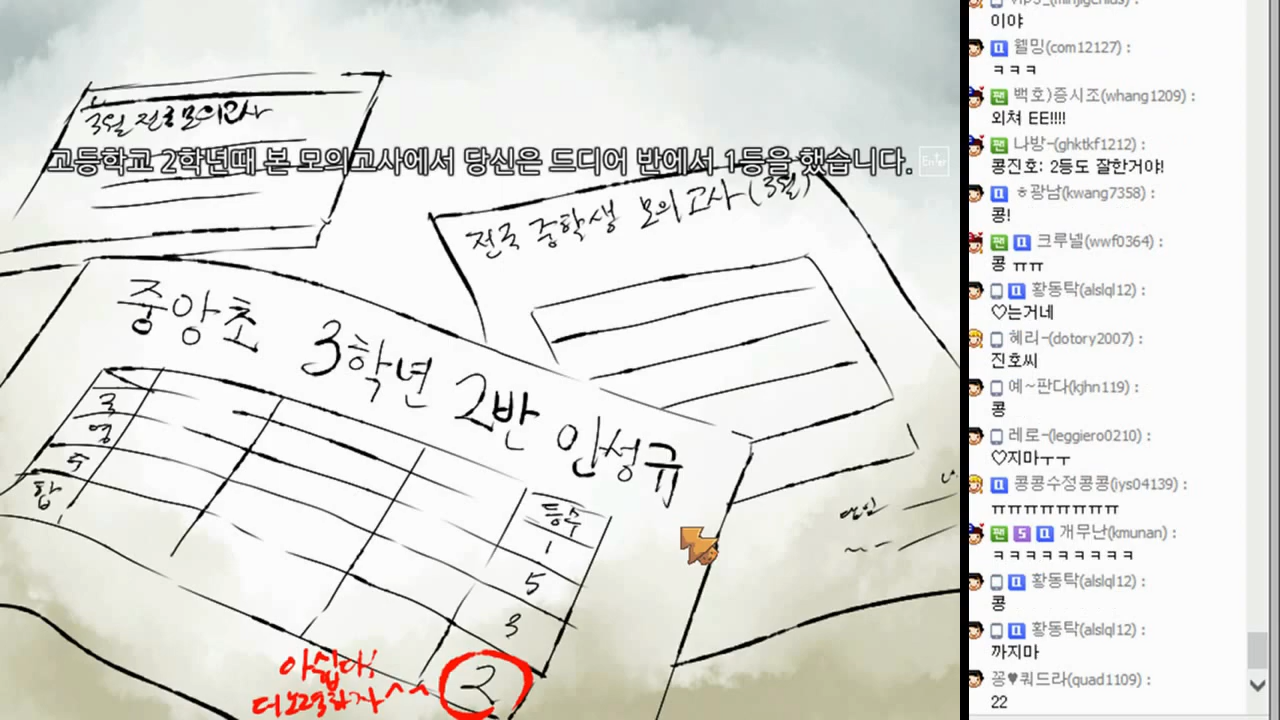 3월 전국모의고사
고등학교 2학년때 본 모의고사에서 당신은 드디어 반에서 1등을 했습니다.
Enter
전국 중학생 모의고사 (3월)
중앙초 3학년 2반 인성규
국
영
수
합
등수
1
5
3
2
아쉽다!
더 노력하자^^
이야
웰밍(com12127) :
ㅋㅋㅋ
백호)증시조(whang1209) :
외쳐 EE!!!!
나방-(ghktkf1212) :
콩진호: 2등도 잘한거야!
ㅎ광남(kwang7358) :
콩!
크루넬(wwf0364) :
콩 ㅠㅠ
황동탁(alslql12) :
♡는거네
혜리-(dotory2007) :
진호씨
예~판다(kjhn119) :
콩
레로-(leggiero0210) :
♡지마ㅜㅜ
콩콩수정콩콩(iys04139) :
ㅠㅠㅠㅠㅠㅠㅠㅠ
개무난(kmunan) :
ㅋㅋㅋㅋㅋㅋㅋㅋㅋ
황동탁(alslql12) :
콩
황동탁(alslql12) :
까지마
꽁♥쿼드라(quad1109) :
22